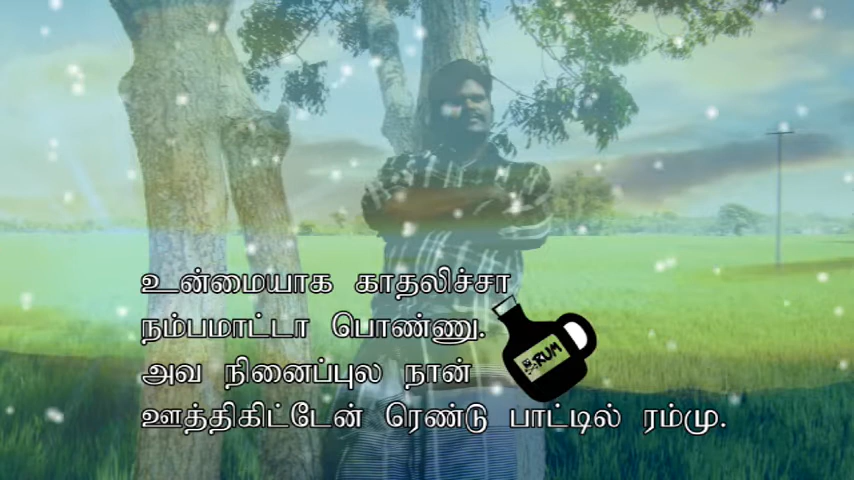 உன்மையாக காதலிச்சா
நம்பமாட்டா பொண்ணு.
அவ நினைப்புல நான்
ஊத்திகிட்டேன் ரெண்டு பாட்டில் ரம்மு.
RUM